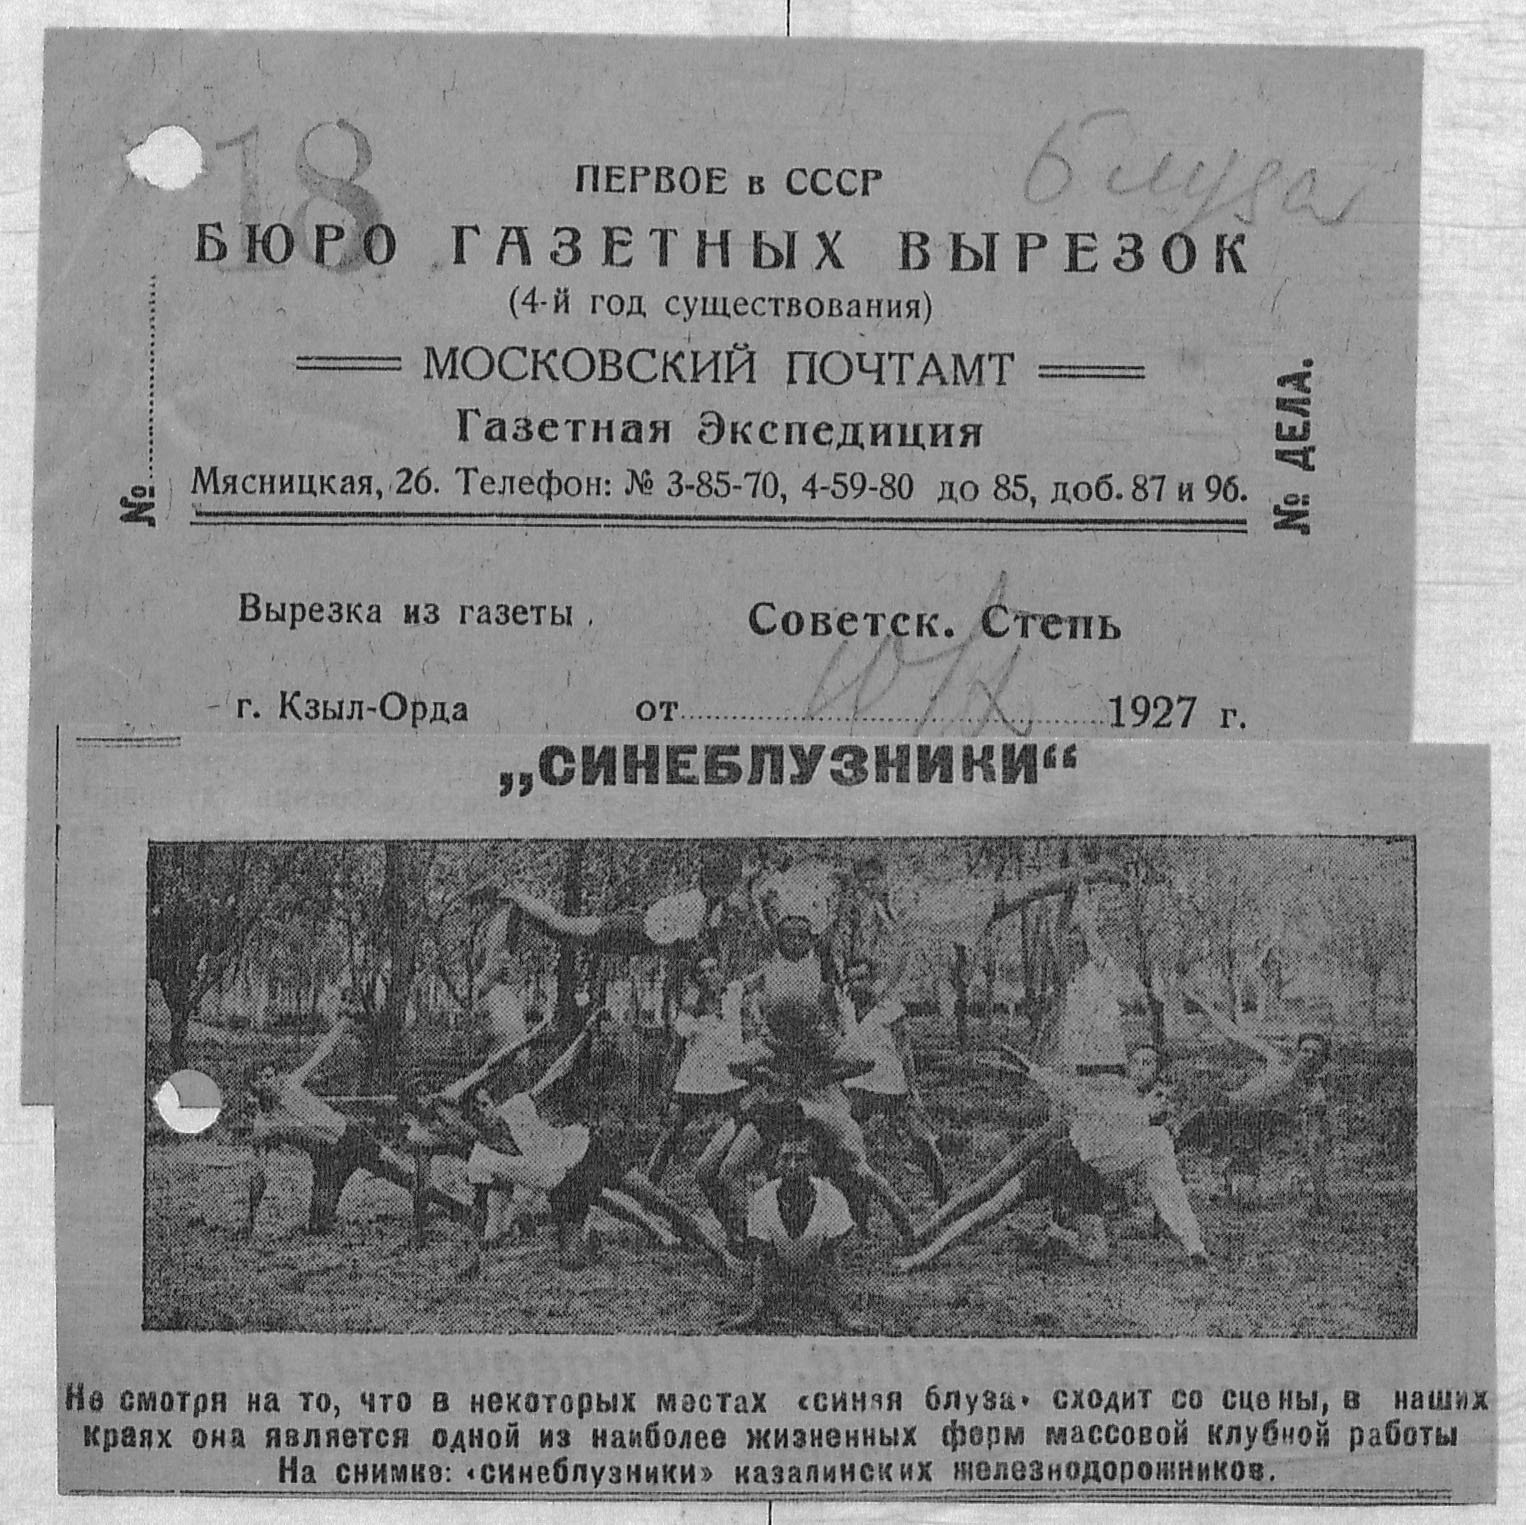 18
Блуза
ПЕРВОЕ в СССР
БЮРО ГАЗЕТНЫХ ВЫРЕЗОК
(4-й год существования)
МОСКОВСКИЙ ПОЧТАМТ
Газетная Экспедиция
Мясницкая, 26. Телефон: № 3-85-70, 4-59-80 до 85, доб. 87 и 96.
№
№ ДЕЛА.
Вырезка из газеты
Советск. Степь
г. Кзыл-Орда от 1927 г.
„СИНЕБЛУЗНИКИ“
Не смотря на то, что в некоторых местах «синяя блуза» сходит со сцены, в наших
краях она является одной из наиболее жизненных форм массовой клубной работы
На снимке: «синеблузники» казалинских железнодорожников.